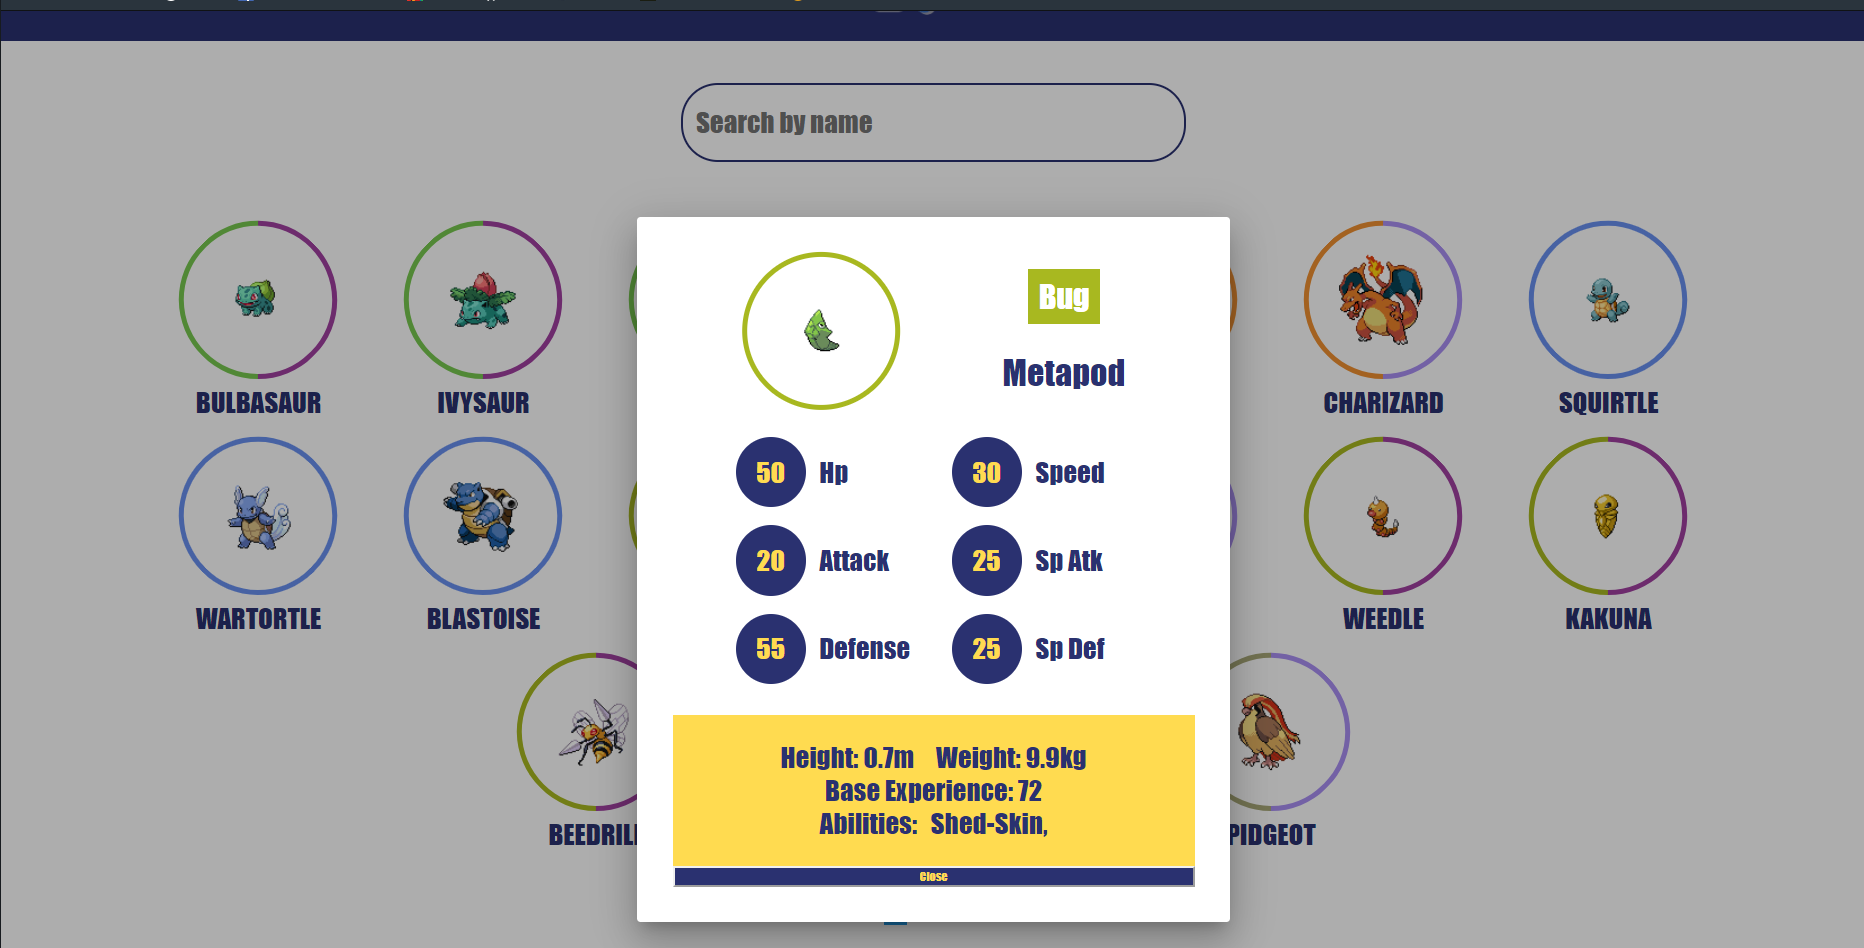 Search by name
BULBASAUR
IVYSAUR
CHARIZARD
SQUIRTLE
WARTORTLE
BLASTOISE
WEEDLE
KAKUNA
BEEDRIL
PIDGEOT
Bug
Metapod
50 Hp
30 Speed
20 Attack
25 Sp Atk
55 Defense
25 Sp Def
Height: 0.7m Weight: 9.9kg
Base Experience: 72
Abilities: Shed-Skin,
Close